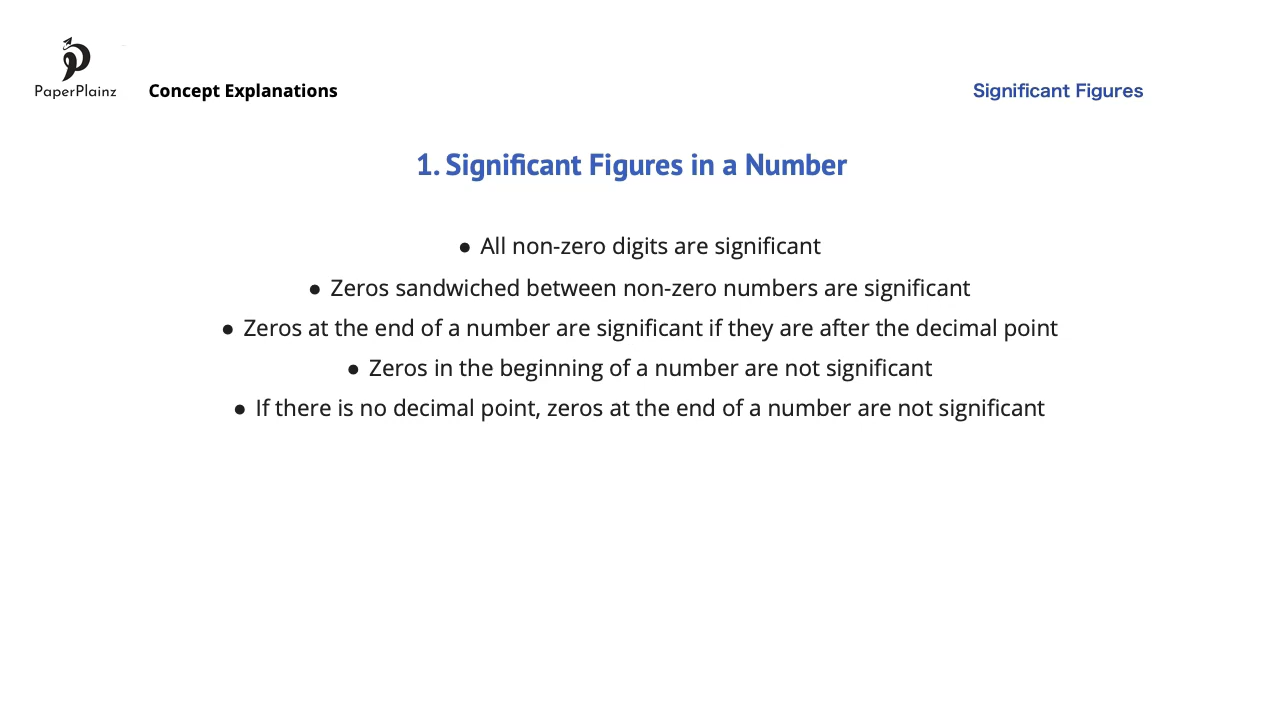 PaperPlainz
Concept Explanations
Significant Figures
1. Significant Figures in a Number
● All non-zero digits are significant
● Zeros sandwiched between non-zero numbers are significant
● Zeros at the end of a number are significant if they are after the decimal point
● Zeros in the beginning of a number are not significant
● If there is no decimal point, zeros at the end of a number are not significant